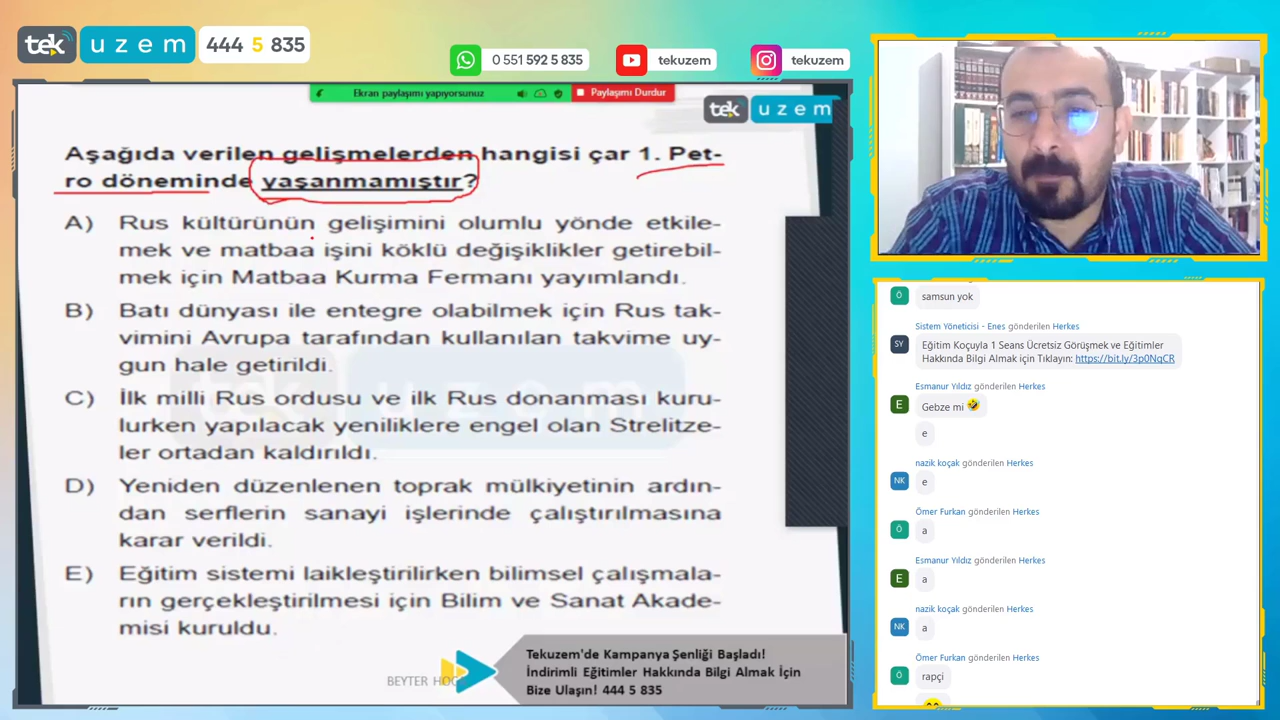 tek uzem 444 5 835
0 551 592 5 835 tekuzem tekuzem
Ekran paylaşımı yapıyorsunuz Paylaşımı Durdur
tek uzem
Aşağıda verilen gelişmelerden hangisi çar 1. Pet-
ro döneminde yaşanmamıştır?
A) Rus kültürünün gelişimini olumlu yönde etkile-
mek ve matbaa işini köklü değişiklikler getirebil-
mek için Matbaa Kurma Fermanı yayımlandı.
B) Batı dünyası ile entegre olabilmek için Rus tak-
vimini Avrupa tarafından kullanılan takvime uy-
gun hale getirildi.
C) İlk milli Rus ordusu ve ilk Rus donanması kuru-
lurken yapılacak yeniliklere engel olan Strelitze-
ler ortadan kaldırıldı.
D) Yeniden düzenlenen toprak mülkiyetinin ardın-
dan serflerin sanayi işlerinde çalıştırılmasına
karar verildi.
E) Eğitim sistemi laikleştirilirken bilimsel çalışmala-
rın gerçekleştirilmesi için Bilim ve Sanat Akade-
misi kuruldu.
BEYTER HOC
Tekuzem'de Kampanya Şenliği Başladı!
İndirimli Eğitimler Hakkında Bilgi Almak İçin
Bize Ulaşın! 444 5 835
Ö samsun yok
Sistem Yöneticisi - Enes gönderilen Herkes
SY Eğitim Koçuyla 1 Seans Ücretsiz Görüşmek ve Eğitimler
Hakkında Bilgi Almak için Tıklayın: https://bit.ly/3p0NqCR
Esmanur Yıldız gönderilen Herkes
E Gebze mi 🤣
e
nazik koçak gönderilen Herkes
NK e
Ömer Furkan gönderilen Herkes
Ö a
Esmanur Yıldız gönderilen Herkes
E a
nazik koçak gönderilen Herkes
NK a
Ömer Furkan gönderilen Herkes
Ö rapçi